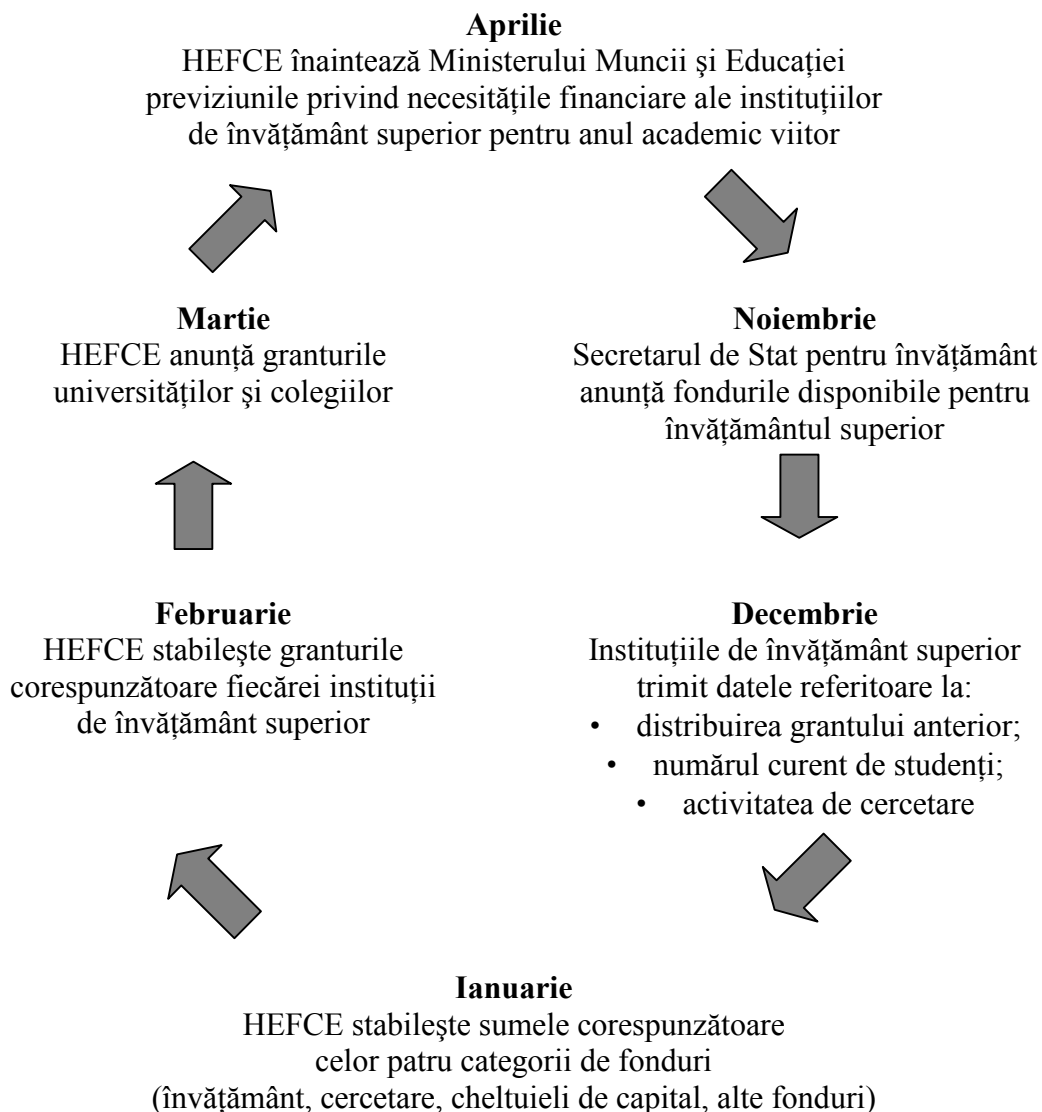 Aprilie
HEFCE înaintează Ministerului Muncii şi Educației
previziunile privind necesitățile financiare ale instituțiilor
de învățământ superior pentru anul academic viitor
Noiembrie
Secretarul de Stat pentru învățământ
anunță fondurile disponibile pentru
învățământul superior
Decembrie
Instituțiile de învățământ superior
trimit datele referitoare la:
• distribuirea grantului anterior;
• numărul curent de studenți;
• activitatea de cercetare
Ianuarie
HEFCE stabileşte sumele corespunzătoare
celor patru categorii de fonduri
(învățământ, cercetare, cheltuieli de capital, alte fonduri)
Februarie
HEFCE stabileşte granturile
corespunzătoare fiecărei instituții
de învățământ superior
Martie
HEFCE anunță granturile
universităților şi colegiilor